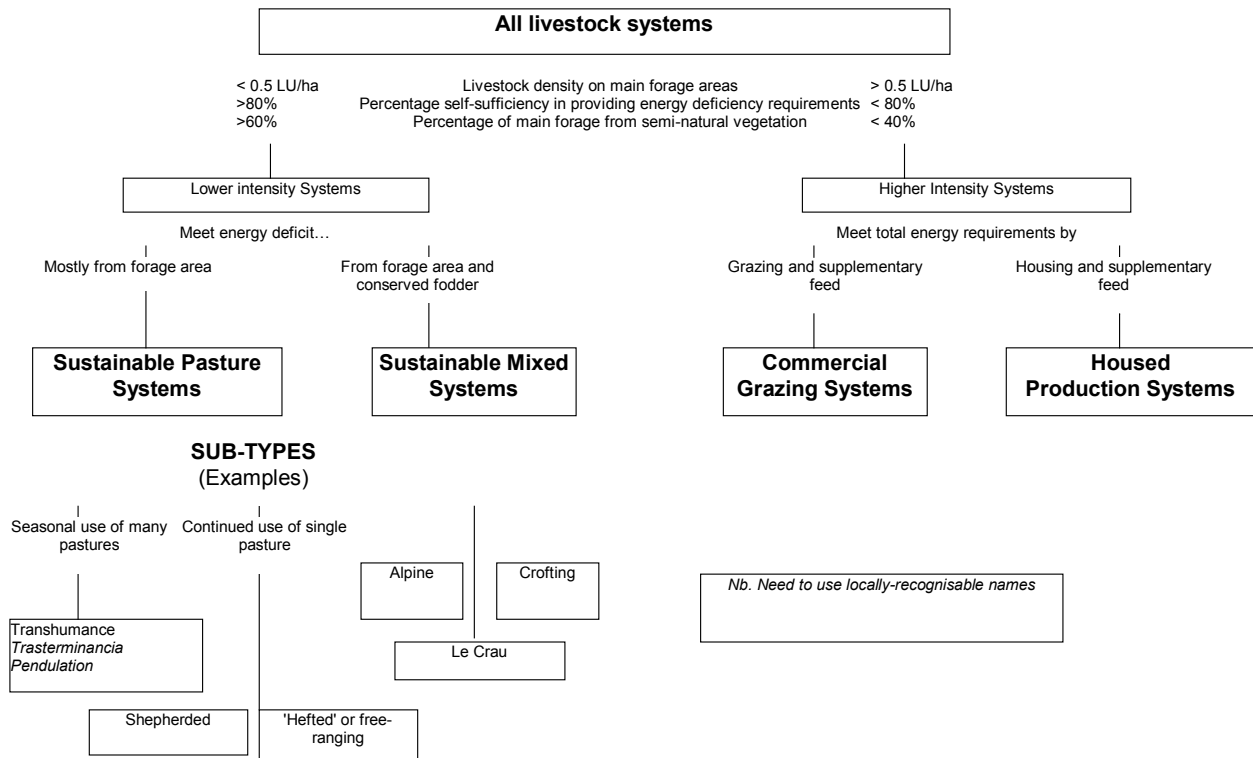 All livestock systems
< 0.5 LU/ha Livestock density on main forage areas > 0.5 LU/ha
>80% Percentage self-sufficiency in providing energy deficiency requirements < 80%
>60% Percentage of main forage from semi-natural vegetation < 40%
Lower intensity Systems
Higher Intensity Systems
Meet energy deficit…
Meet total energy requirements by
Mostly from forage area
From forage area and
conserved fodder
Grazing and supplementary
feed
Housing and supplementary
feed
Sustainable Pasture
Systems
Sustainable Mixed
Systems
Commercial
Grazing Systems
Housed
Production Systems
SUB-TYPES
(Examples)
Seasonal use of many
pastures
Continued use of single
pasture
Alpine
Crofting
Nb. Need to use locally-recognisable names
Transhumance
Trasterminancia
Pendulation
Le Crau
Shepherded
'Hefted' or free-
ranging